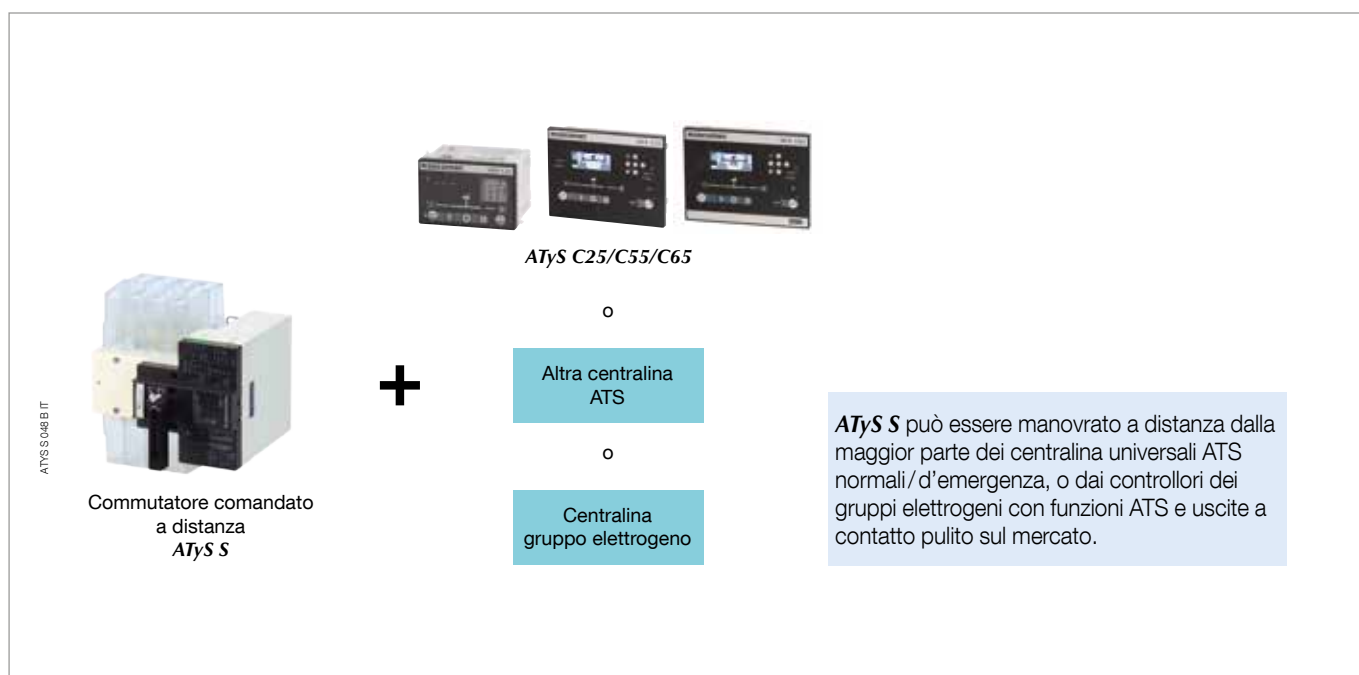 ATyS C25/C55/C65
o
Altra centralina
ATS
o
Centralina
gruppo elettrogeno
ATYS S 048 B IT
Commutatore comandato
a distanza
ATyS S
ATyS S può essere manovrato a distanza dalla
maggior parte dei centralina universali ATS
normali/d'emergenza, o dai controllori dei
gruppi elettrogeni con funzioni ATS e uscite a
contatto pulito sul mercato.